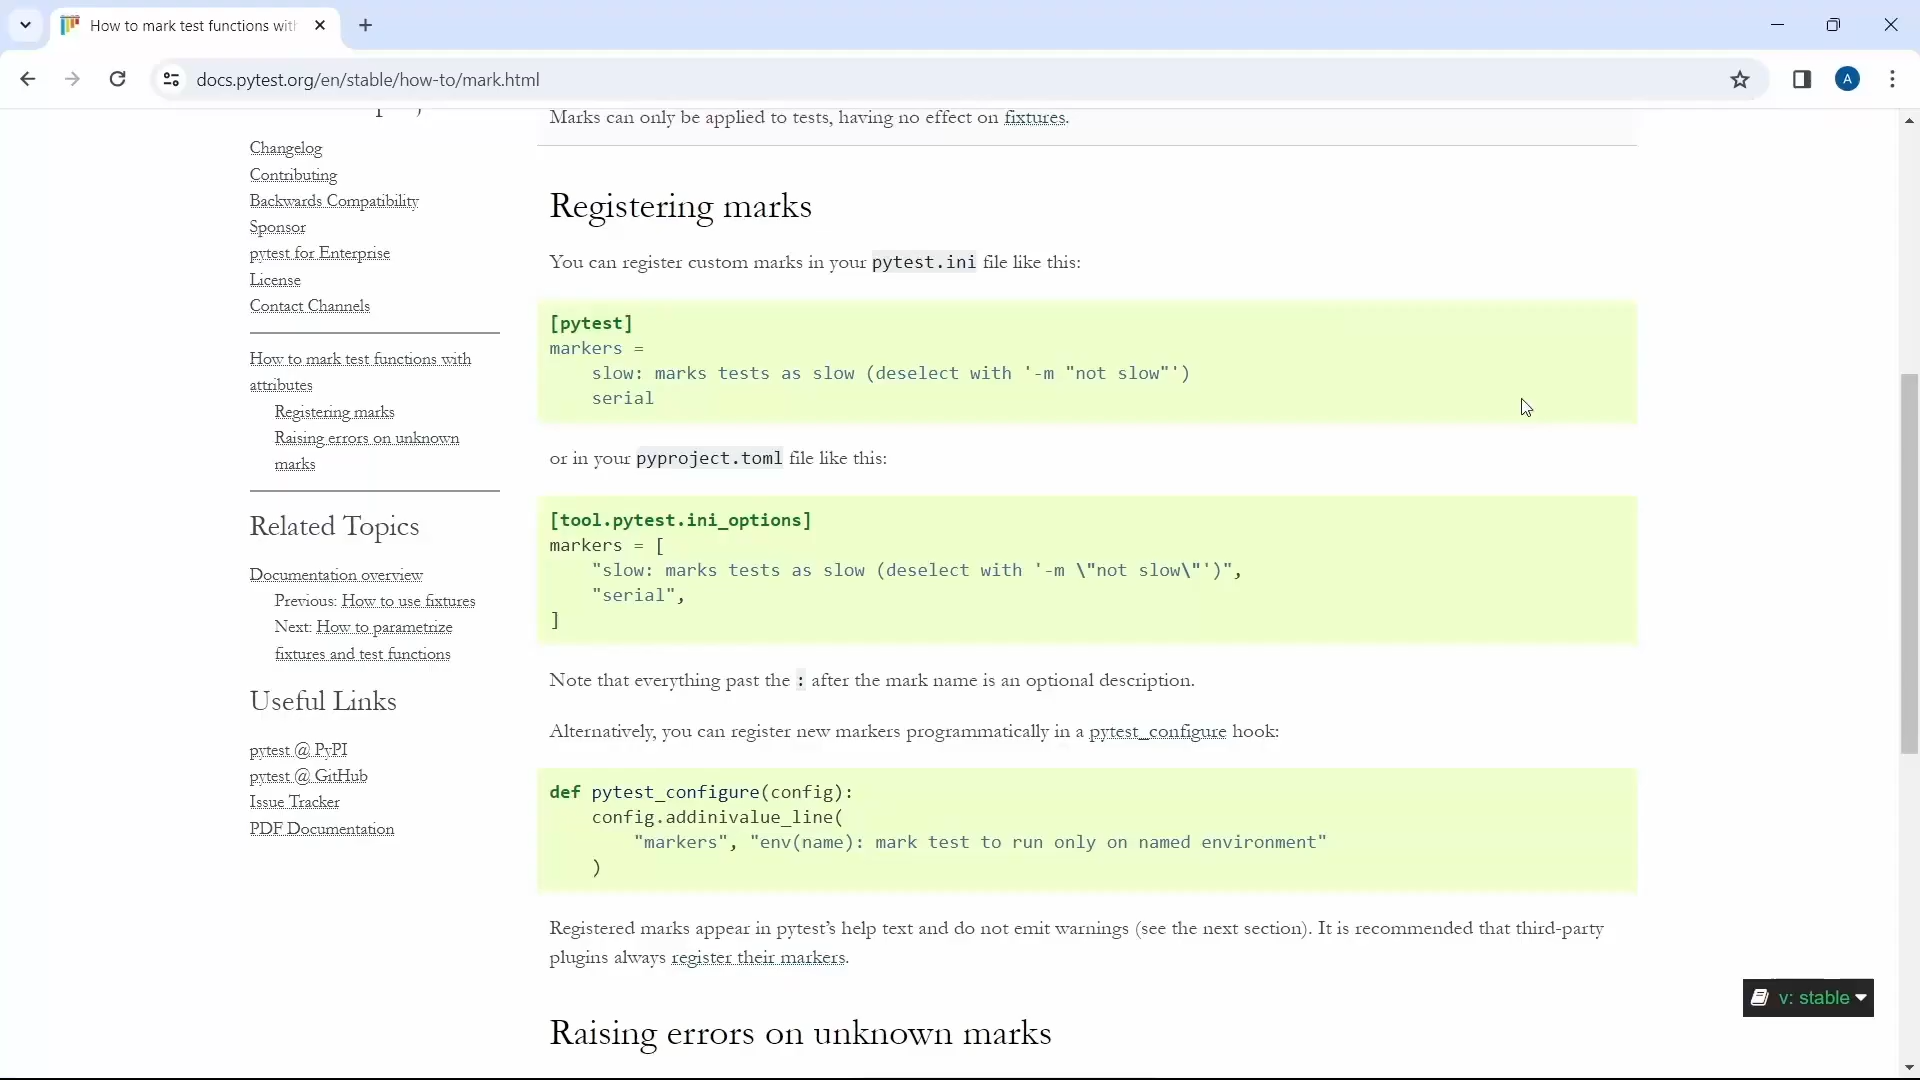 How to mark test functions with
docs.pytest.org/en/stable/how-to/mark.html
A
Marks can only be applied to tests, having no effect on fixtures.
Changelog
Contributing
Backwards Compatibility
Sponsor
pytest for Enterprise
License
Contact Channels
How to mark test functions with
attributes
Registering marks
Raising errors on unknown
marks
Related Topics
Documentation overview
Previous: How to use fixtures
Next: How to parametrize
fixtures and test functions
Useful Links
pytest @ PyPI
pytest @ GitHub
Issue Tracker
PDF Documentation
Registering marks
You can register custom marks in your pytest.ini file like this:
[pytest]
markers =
    slow: marks tests as slow (deselect with '-m "not slow"')
    serial
or in your pyproject.toml file like this:
[tool.pytest.ini_options]
markers = [
    "slow: marks tests as slow (deselect with '-m \"not slow\"')",
    "serial",
]
Note that everything past the : after the mark name is an optional description.
Alternatively, you can register new markers programmatically in a pytest_configure hook:
def pytest_configure(config):
    config.addinivalue_line(
        "markers", "env(name): mark test to run only on named environment"
    )
Registered marks appear in pytest’s help text and do not emit warnings (see the next section). It is recommended that third-party
plugins always register their markers.
Raising errors on unknown marks
v: stable